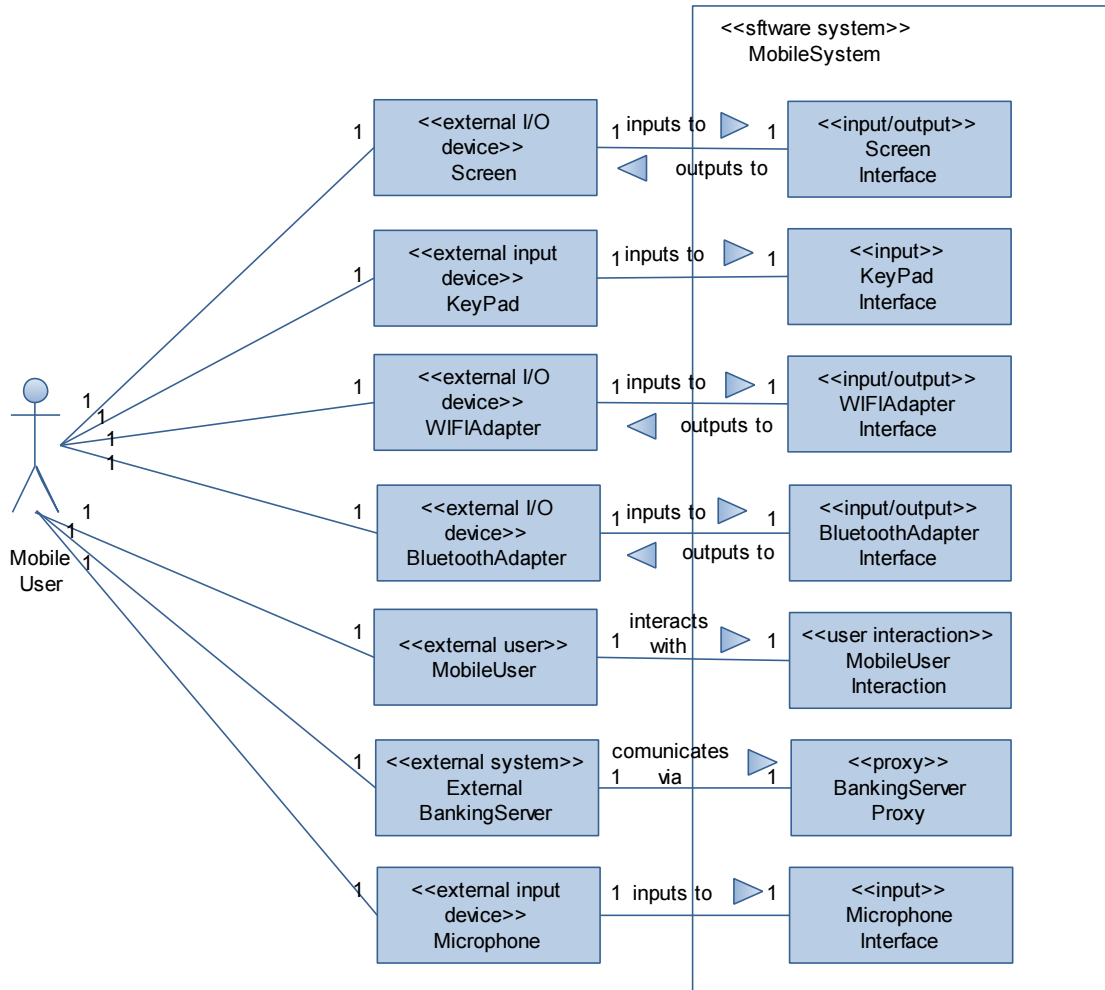 <<sftware system>>
MobileSystem
<<external I/O
device>>
Screen
1
1 inputs to 1
outputs to
<<input/output>>
Screen
Interface
<<external input
device>>
KeyPad
1
1 inputs to 1
<<input>>
KeyPad
Interface
<<external I/O
device>>
WIFIAdapter
1
1 inputs to 1
outputs to
<<input/output>>
WIFIAdapter
Interface
1
1
1
1
<<external I/O
device>>
BluetoothAdapter
1
1 inputs to 1
outputs to
<<input/output>>
BluetoothAdapter
Interface
1
1
1
Mobile
User
<<external user>>
MobileUser
1
interacts
1 with 1
<<user interaction>>
MobileUser
Interaction
<<external system>>
External
BankingServer
1
comunicates
1 via 1
<<proxy>>
BankingServer
Proxy
<<external input
device>>
Microphone
1
1 inputs to 1
<<input>>
Microphone
Interface